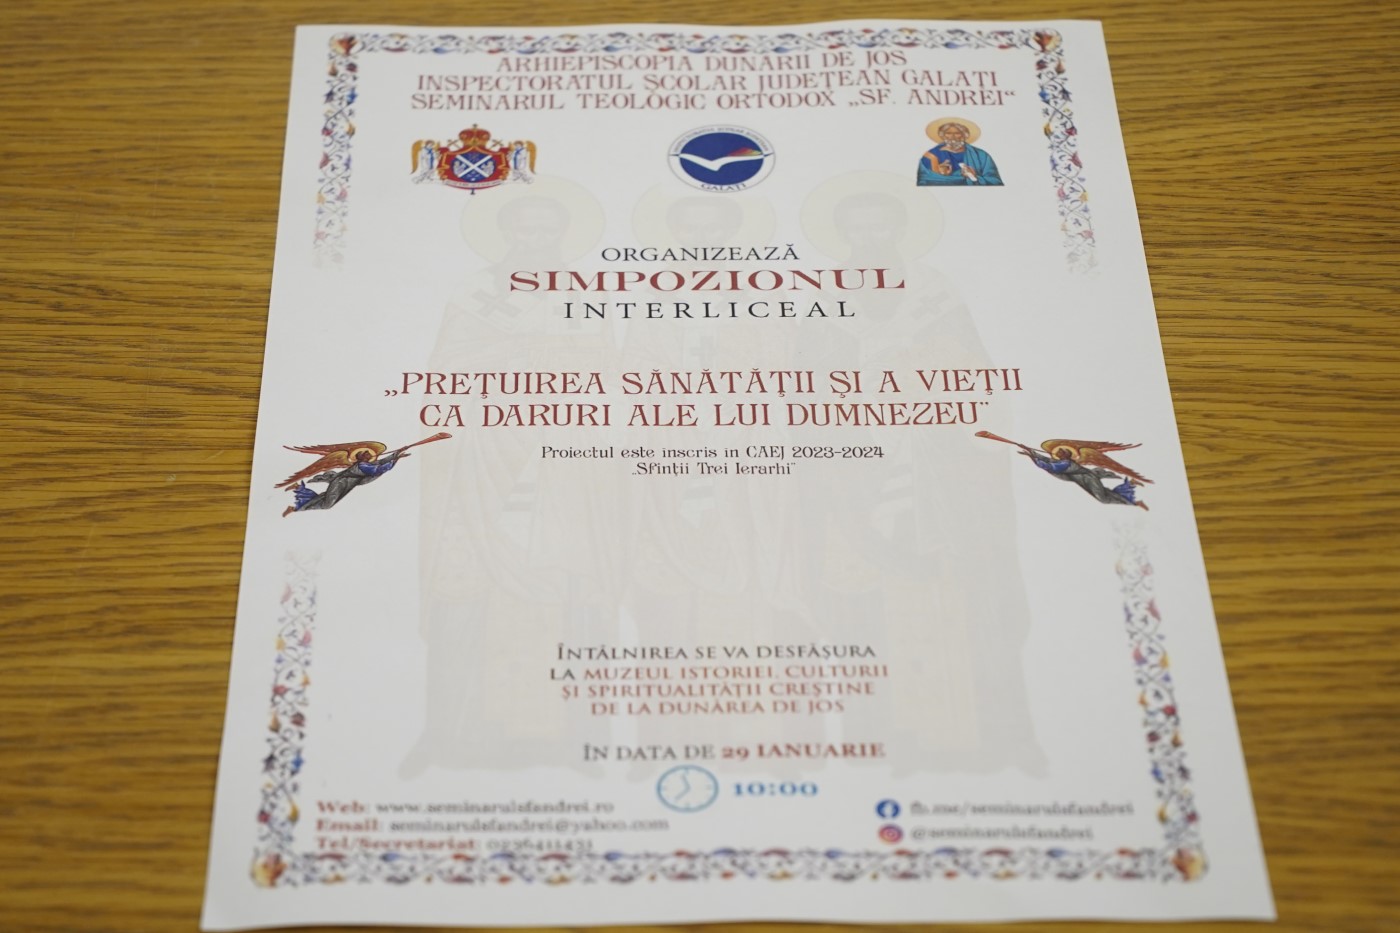 ARHIEPISCOPIA DUNĂRII DE JOS
INSPECTORATUL ŞCOLAR JUDEŢEAN GALAŢI
SEMINARUL TEOLOGIC ORTODOX „SF. ANDREI“
GALAŢI
ORGANIZEAZĂ
SIMPOZIONUL
INTERLICEAL
„PREŢUIREA SĂNĂTĂŢII ŞI A VIEŢII
CA DARURI ALE LUI DUMNEZEU”
Proiectul este inscris in CAEJ 2023-2024
„Sfinţii Trei Ierarhi”
ÎNTÂLNIREA SE VA DESFĂŞURA
LA MUZEUL ISTORIEI, CULTURII
ŞI SPIRITUALITĂŢII CREŞTINE
DE LA DUNĂREA DE JOS
ÎN DATA DE 29 IANUARIE
10:00
Web: www.seminarulsfandrei.ro
Email: seminarulsfandrei@yahoo.com
Tel/Secretariat: 0236411431
fb.me/seminarulsfandrei
@seminarulsfandrei